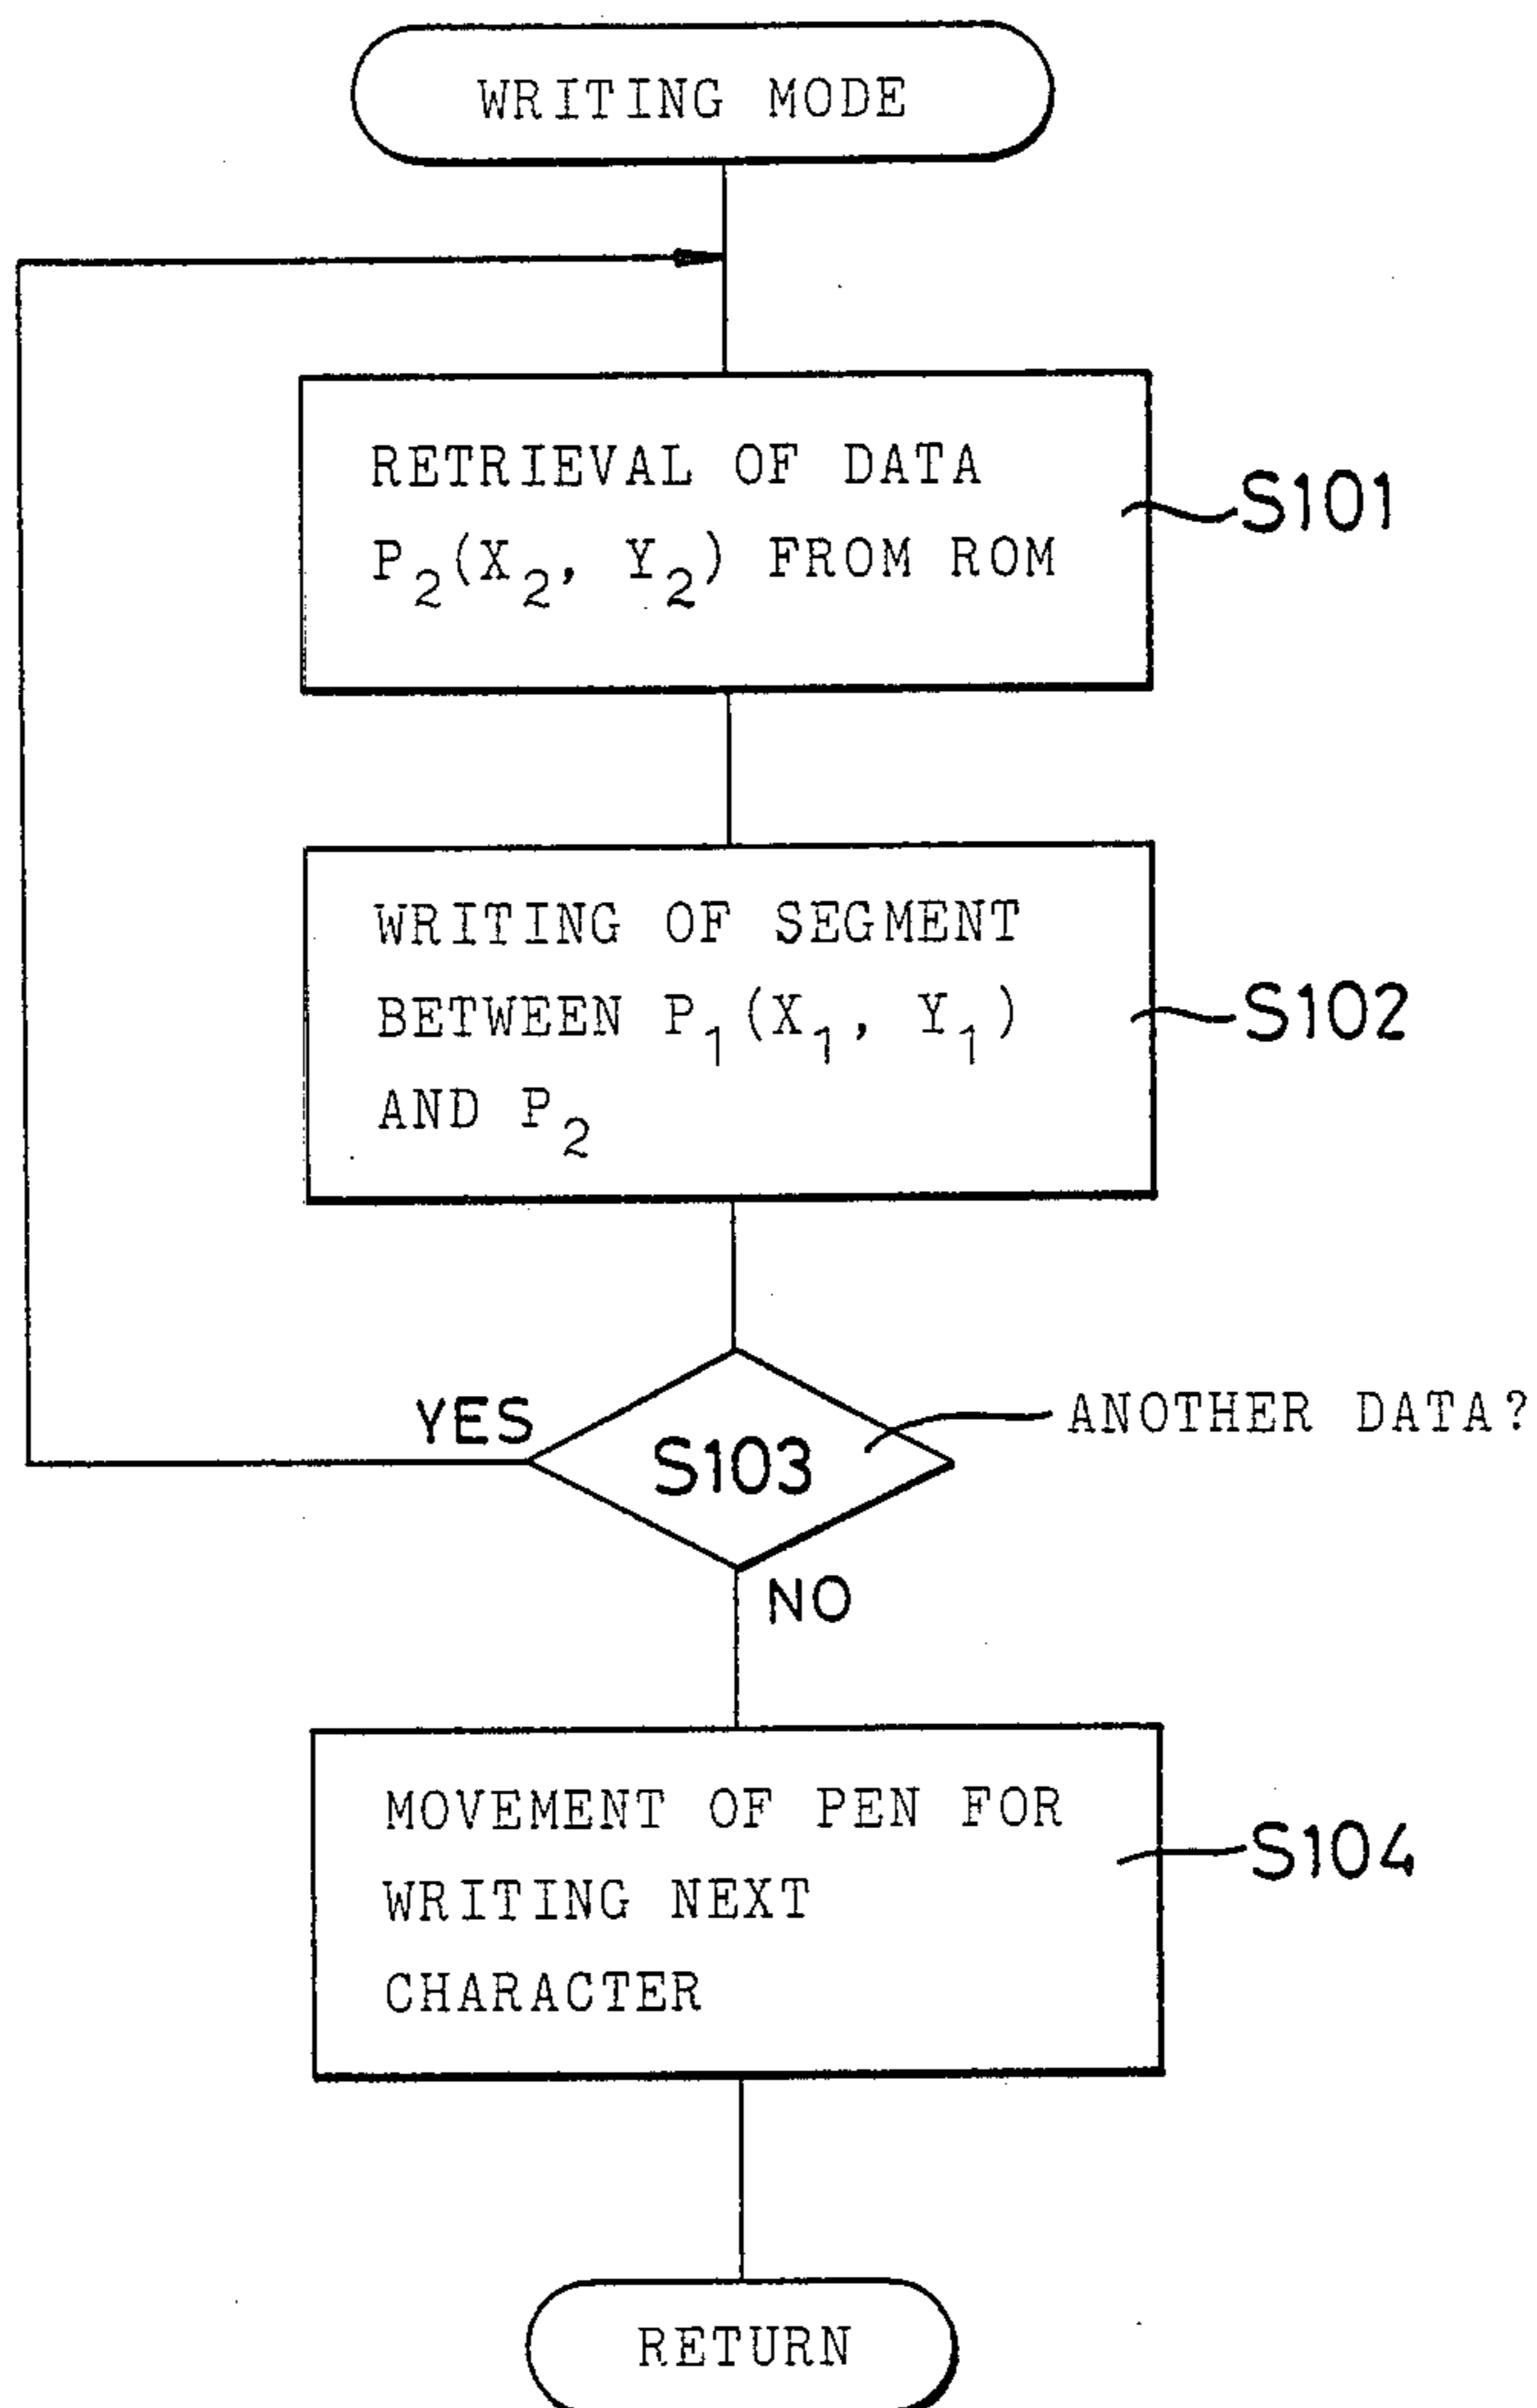 WRITING MODE
RETRIEVAL OF DATA
P₂(X₂, Y₂) FROM ROM
S101
WRITING OF SEGMENT
BETWEEN P₁(X₁, Y₁)
AND P₂
S102
YES
S103
ANOTHER DATA?
NO
MOVEMENT OF PEN FOR
WRITING NEXT
CHARACTER
S104
RETURN